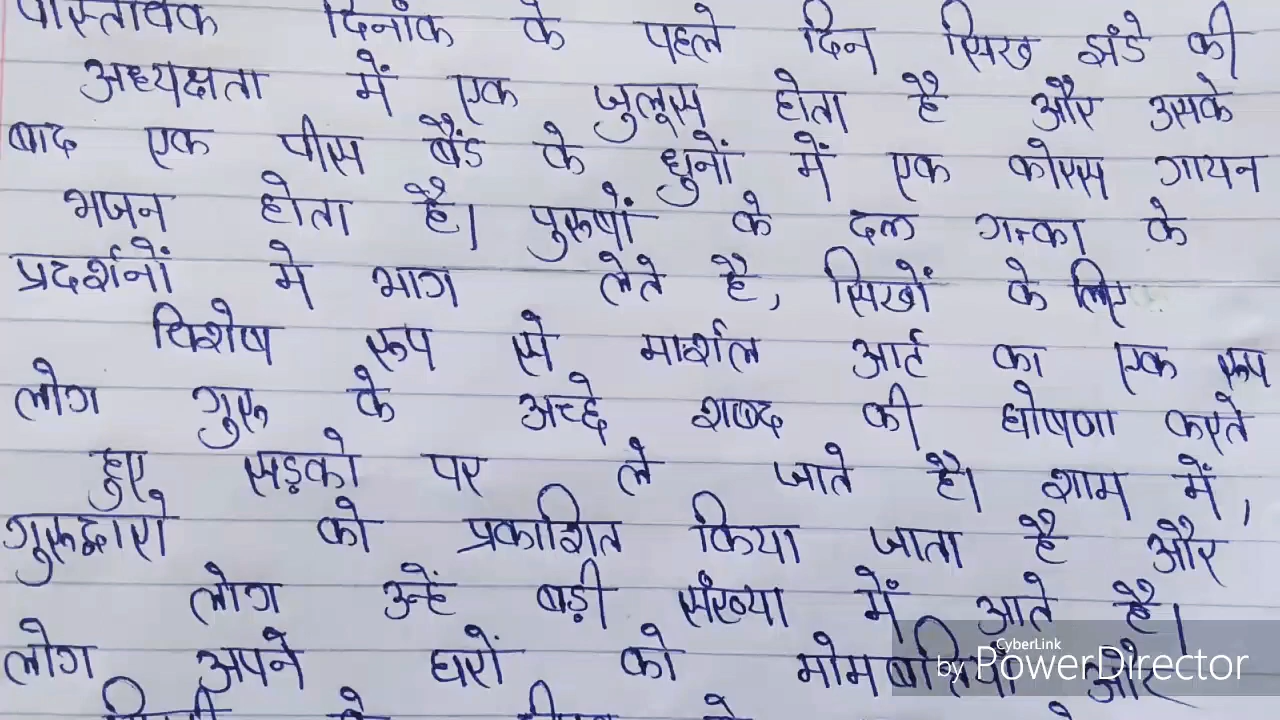 वास्तविक दिनाँक के पहले दिन सिख झंडे की
अध्यक्षता में एक जुलूस होता है और उसके
बाद एक पीस बैंड के धुनों में एक कोरस गायन
भजन होता है। पुरूषों के दल गत्का के
प्रदर्शनों मे भाग लेते है, सिखों के लिए
विशेष रूप से मार्शल आर्ट का एक रूप
लोग गुरू के अच्छे शब्द की घोषणा करते
हुए सड़को पर ले जाते है। शाम में,
गुरूद्वारो को प्रकाशित किया जाता है और
लोग उन्हें बड़ी संख्या में आते है।
लोग अपने घरों को मोमबत्तियों और
CyberLink
by PowerDirector